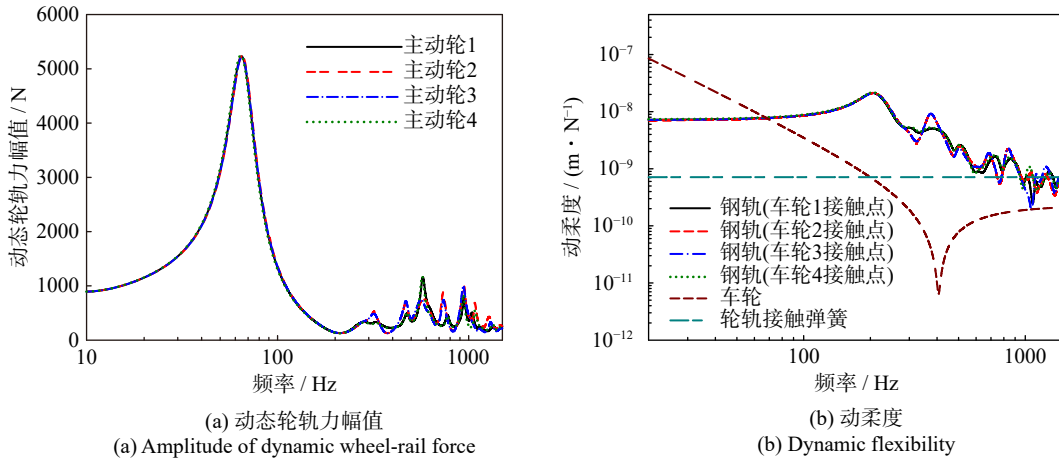 6000
5000
4000
3000
2000
1000
0
10
100
1000
动态轮轨力幅值 / N
频率 / Hz
主动轮1
主动轮2
主动轮3
主动轮4
(a) 动态轮轨力幅值
(a) Amplitude of dynamic wheel-rail force
10⁻⁷
10⁻⁸
10⁻⁹
10⁻¹⁰
10⁻¹¹
10⁻¹²
100
1000
动柔度 / (m · N⁻¹)
频率 / Hz
钢轨(车轮1接触点)
钢轨(车轮2接触点)
钢轨(车轮3接触点)
钢轨(车轮4接触点)
车轮
轮轨接触弹簧
(b) 动柔度
(b) Dynamic flexibility